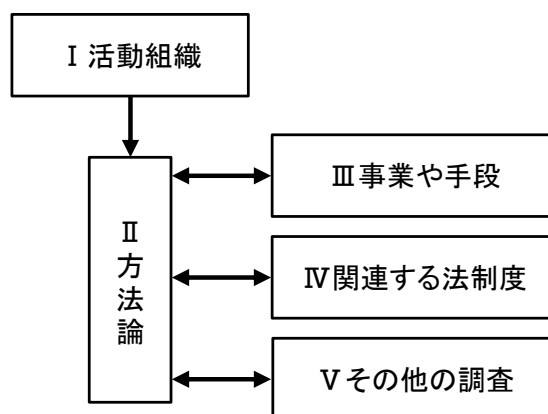 Ⅰ 活動組織
Ⅱ方法論
Ⅲ事業や手段
Ⅳ関連する法制度
Ⅴその他の調査